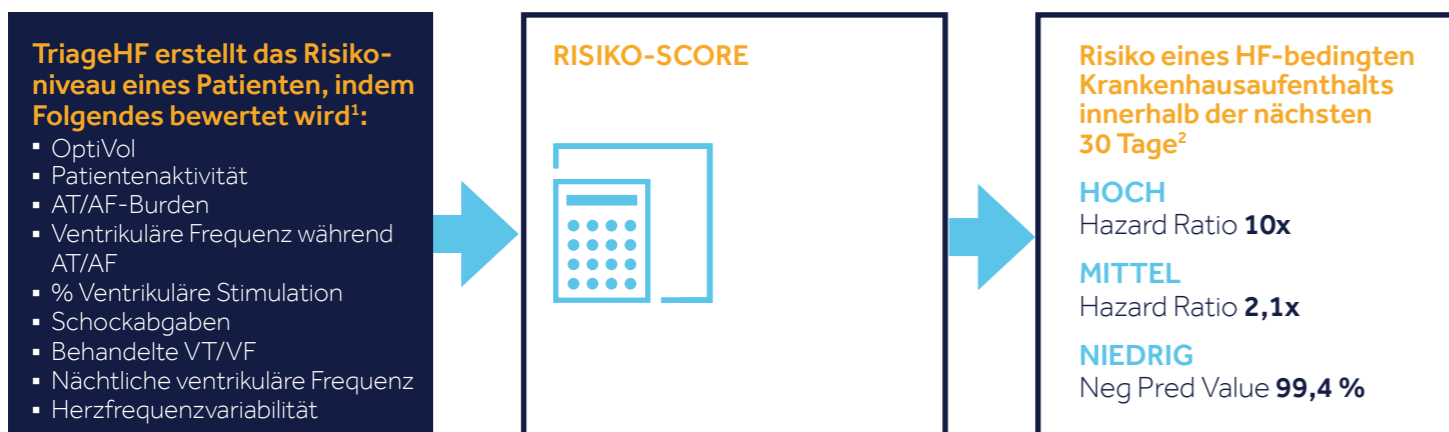 TriageHF erstellt das Risiko-
niveau eines Patienten, indem
Folgendes bewertet wird¹:
▪ OptiVol
▪ Patientenaktivität
▪ AT/AF-Burden
▪ Ventrikuläre Frequenz während
AT/AF
▪ % Ventrikuläre Stimulation
▪ Schockabgaben
▪ Behandelte VT/VF
▪ Nächtliche ventrikuläre Frequenz
▪ Herzfrequenzvariabilität
RISIKO-SCORE
Risiko eines HF-bedingten
Krankenhausaufenthalts
innerhalb der nächsten
30 Tage²
HOCH
Hazard Ratio 10x
MITTEL
Hazard Ratio 2,1x
NIEDRIG
Neg Pred Value 99,4 %